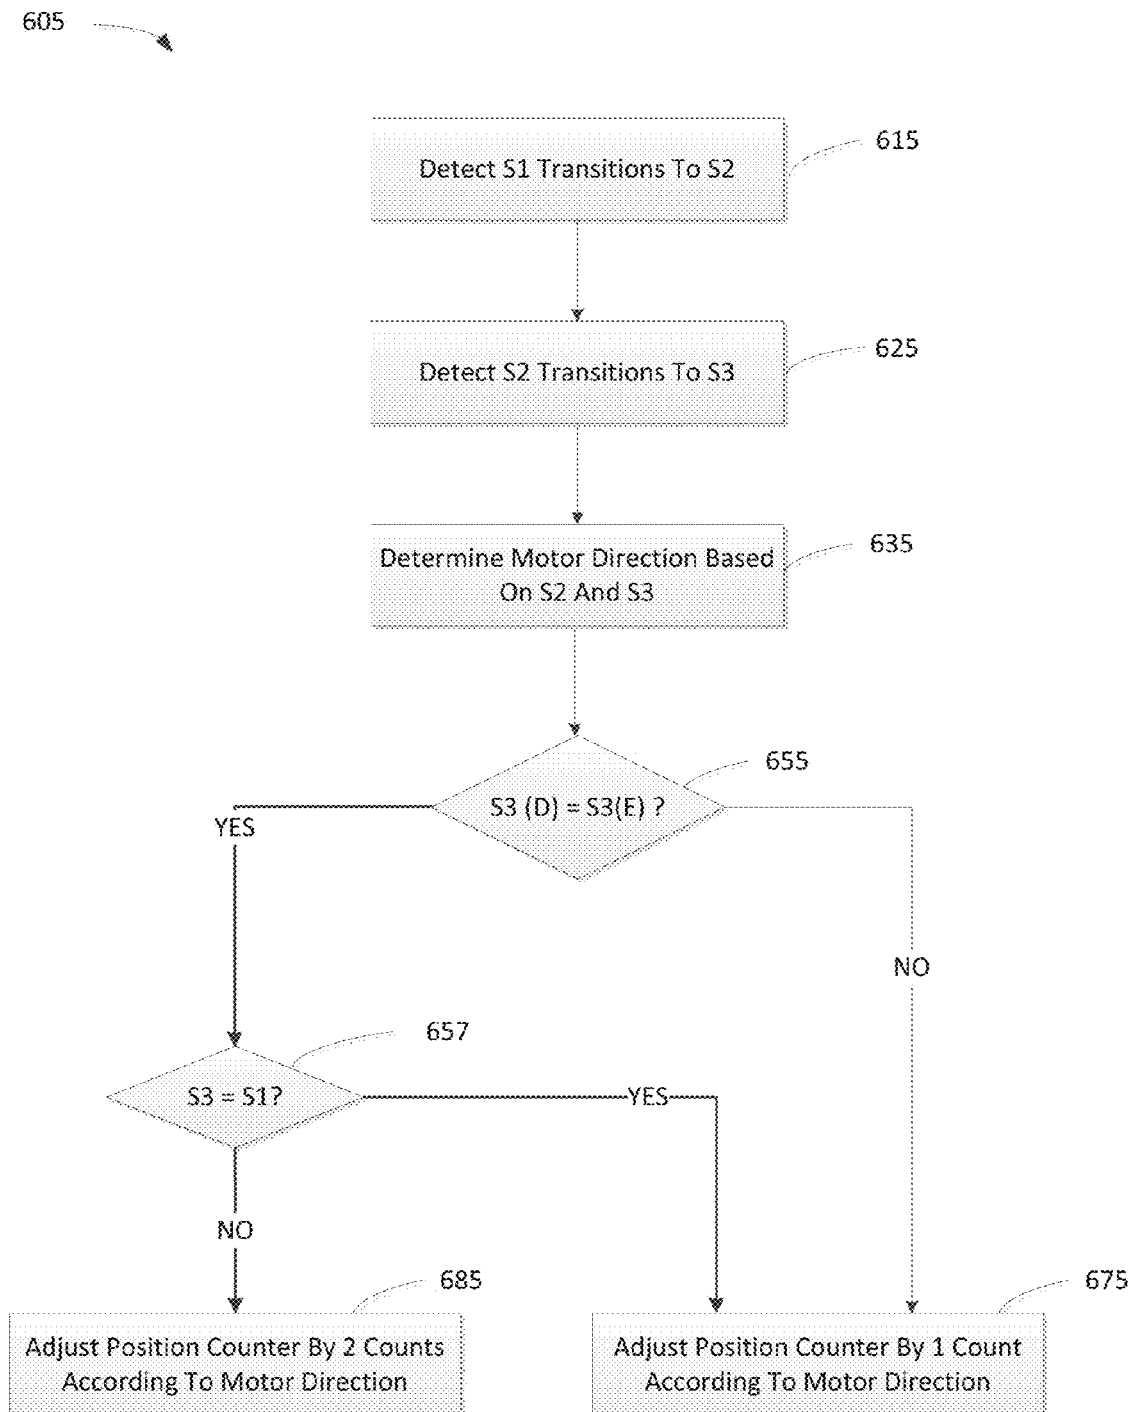 605
615
Detect S1 Transitions To S2
625
Detect S2 Transitions To S3
635
Determine Motor Direction Based
On S2 And S3
655
S3 (D) = S3(E) ?
YES
NO
657
S3 = S1?
YES
NO
685
675
Adjust Position Counter By 2 Counts
According To Motor Direction
Adjust Position Counter By 1 Count
According To Motor Direction